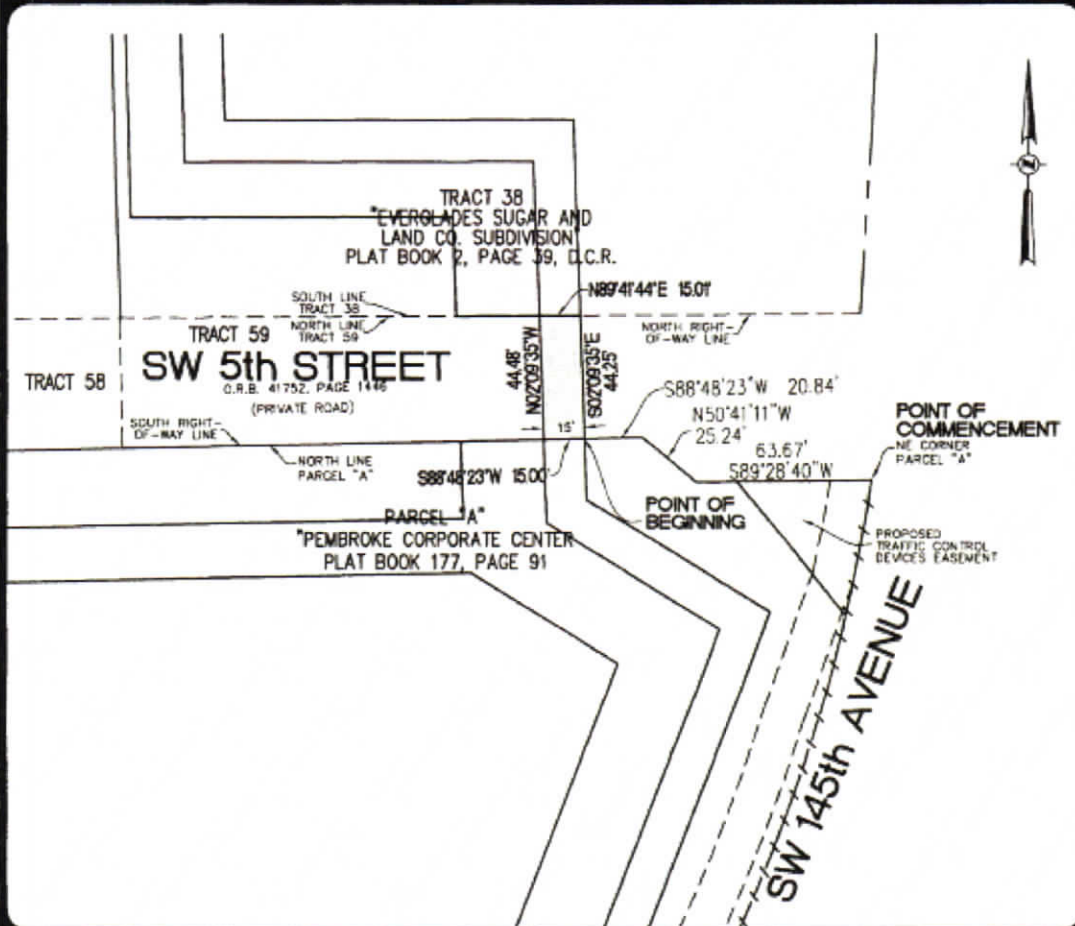 TRACT 38
"EVERGLADES SUGAR AND
LAND CO. SUBDIVISION"
PLAT BOOK 2, PAGE 39, D.C.R.
N89°41'44"E 15.01'
SOUTH LINE
TRACT 38
NORTH LINE
TRACT 59
NORTH RIGHT-
OF-WAY LINE
TRACT 59
SW 5th STREET
O.R.B. 41752, PAGE 1446
(PRIVATE ROAD)
TRACT 58
N02°09'35"W
44.48'
S02°09'35"E
44.25'
S88°48'23"W 20.84'
N50°41'11"W
25.24'
63.67'
S89°28'40"W
POINT OF
COMMENCEMENT
NE CORNER
PARCEL "A"
SOUTH RIGHT-
OF-WAY LINE
15'
NORTH LINE
PARCEL "A"
S88°48'23"W 15.00'
POINT OF
BEGINNING
PARCEL "A"
"PEMBROKE CORPORATE CENTER
PLAT BOOK 177, PAGE 91
PROPOSED
TRAFFIC CONTROL
DEVICES EASEMENT
SW 145th AVENUE
N